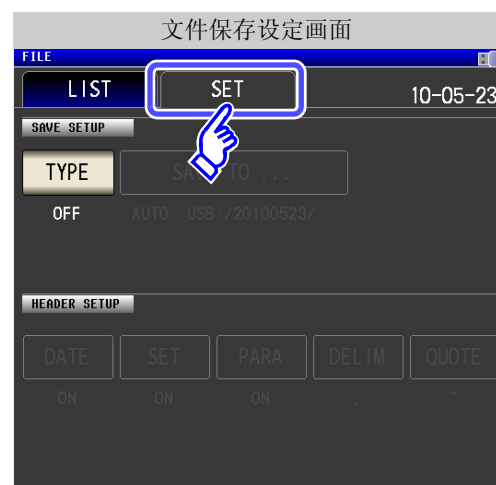 文件保存设定画面
FILE
LIST SET 10-05-23
SAVE SETUP
TYPE SAVE TO ...
OFF AUTO USB:/20100523/
HEADER SETUP
DATE SET PARA DELIM QUOTE
ON ON ON , "